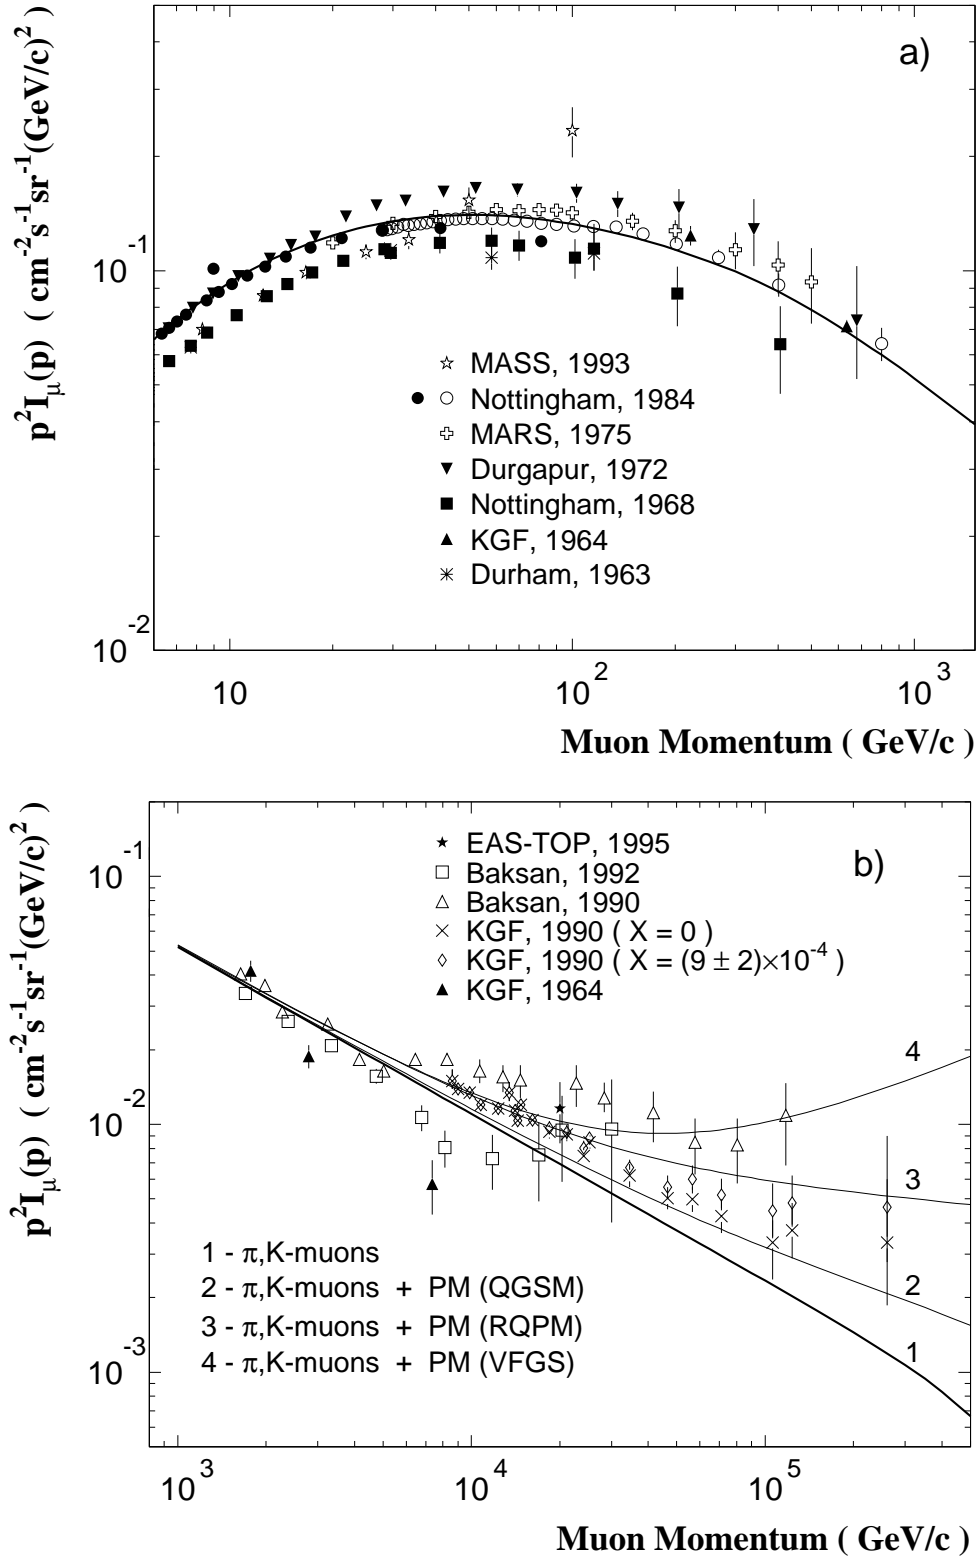 p²I_μ(p) ( cm⁻²s⁻¹sr⁻¹(GeV/c)²
a)
10⁻¹
MASS, 1993
Nottingham, 1984
MARS, 1975
Durgapur, 1972
Nottingham, 1968
KGF, 1964
Durham, 1963
10⁻²
10 10² 10³
Muon Momentum ( GeV/c )
p²I_μ(p) ( cm⁻²s⁻¹sr⁻¹(GeV/c)²
b)
EAS-TOP, 1995
Baksan, 1992
Baksan, 1990
KGF, 1990 ( X = 0 )
KGF, 1990 ( X = (9 ± 2)×10⁻⁴ )
KGF, 1964
10⁻¹
4
10⁻²
3
2
1
1 - π,K-muons
2 - π,K-muons + PM (QGSM)
3 - π,K-muons + PM (RQPM)
4 - π,K-muons + PM (VFGS)
10⁻³
10³ 10⁴ 10⁵
Muon Momentum ( GeV/c )